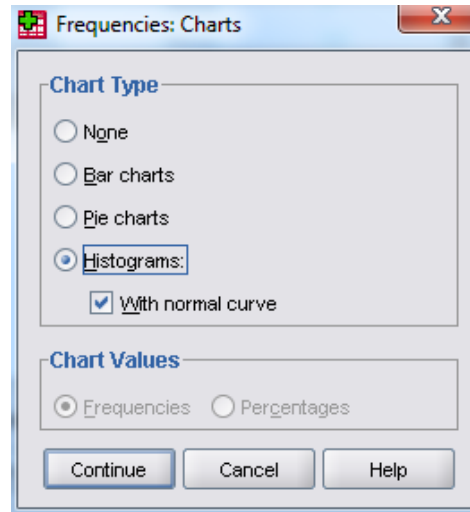 Frequencies: Charts
Chart Type
None
Bar charts
Pie charts
Histograms:
With normal curve
Chart Values
Frequencies Percentages
Continue Cancel Help